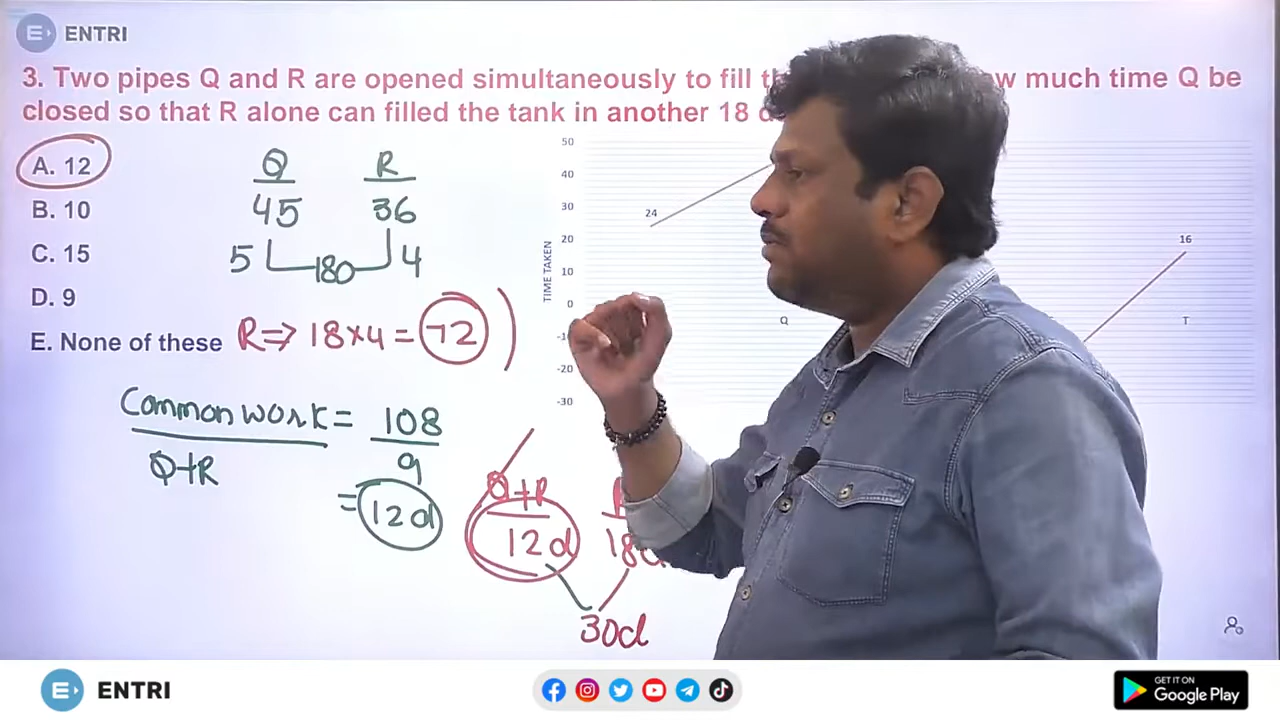 ENTRI
3. Two pipes Q and R are opened simultaneously to fill much time Q be
closed so that R alone can filled the tank in another 18
A. 12
B. 10
C. 15
D. 9
E. None of these
Q R
45 36
5 180 4
R⇒ 18×4 = 72
Common work = 108
Q+R 9
= 12d
Q+R
12d
30d
50
40
30
20
10
0
-20
-30
TIME TAKEN
24
16
Q
T
ENTRI
GET IT ON
Google Play